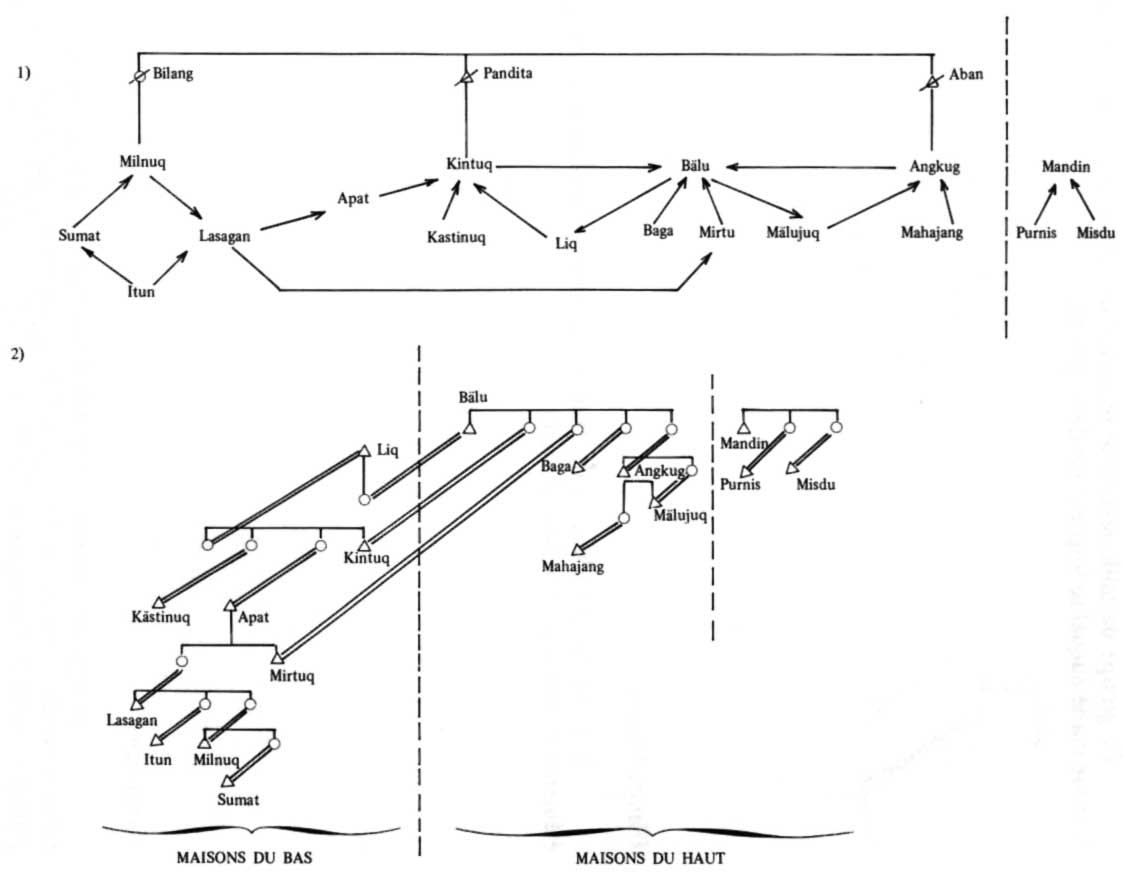 1)
Bilang Pandita Aban
Milnuq Kintuq Bälu Angkug Mandin
Apat
Sumat Lasagan Kastinuq Liq Baga Mirtu Mälujuq Mahajang Purnis Misdu
Itun
2)
Bälu
Liq Mandin
Baga Angkug Purnis Misdu
Mälujuq
Kintuq
Mahajang
Kästinuq Apat
Mirtuq
Lasagan
Itun Milnuq
Sumat
MAISONS DU BAS MAISONS DU HAUT